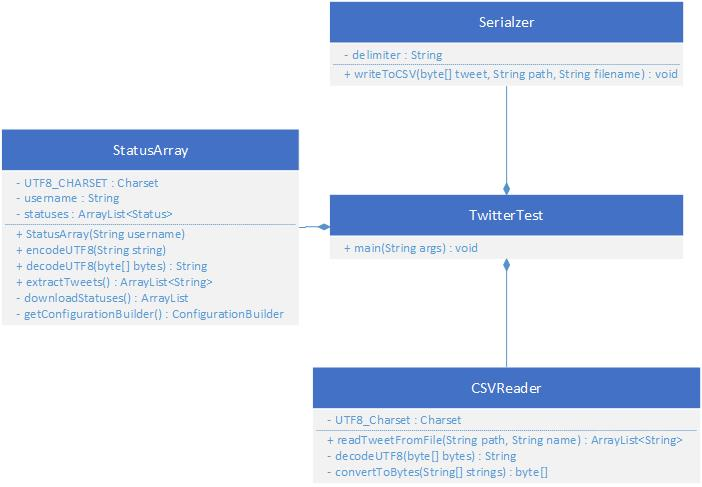 Serialzer
- delimiter : String
+ writeToCSV(byte[] tweet, String path, String filename) : void
StatusArray
- UTF8_CHARSET : Charset
- username : String
- statuses : ArrayList<Status>
+ StatusArray(String username)
+ encodeUTF8(String string)
+ decodeUTF8(byte[] bytes) : String
+ extractTweets() : ArrayList<String>
- downloadStatuses() : ArrayList
- getConfigurationBuilder() : ConfigurationBuilder
TwitterTest
+ main(String args) : void
CSVReader
- UTF8_Charset : Charset
+ readTweetFromFile(String path, String name) : ArrayList<String>
- decodeUTF8(byte[] bytes) : String
- convertToBytes(String[] strings) : byte[]